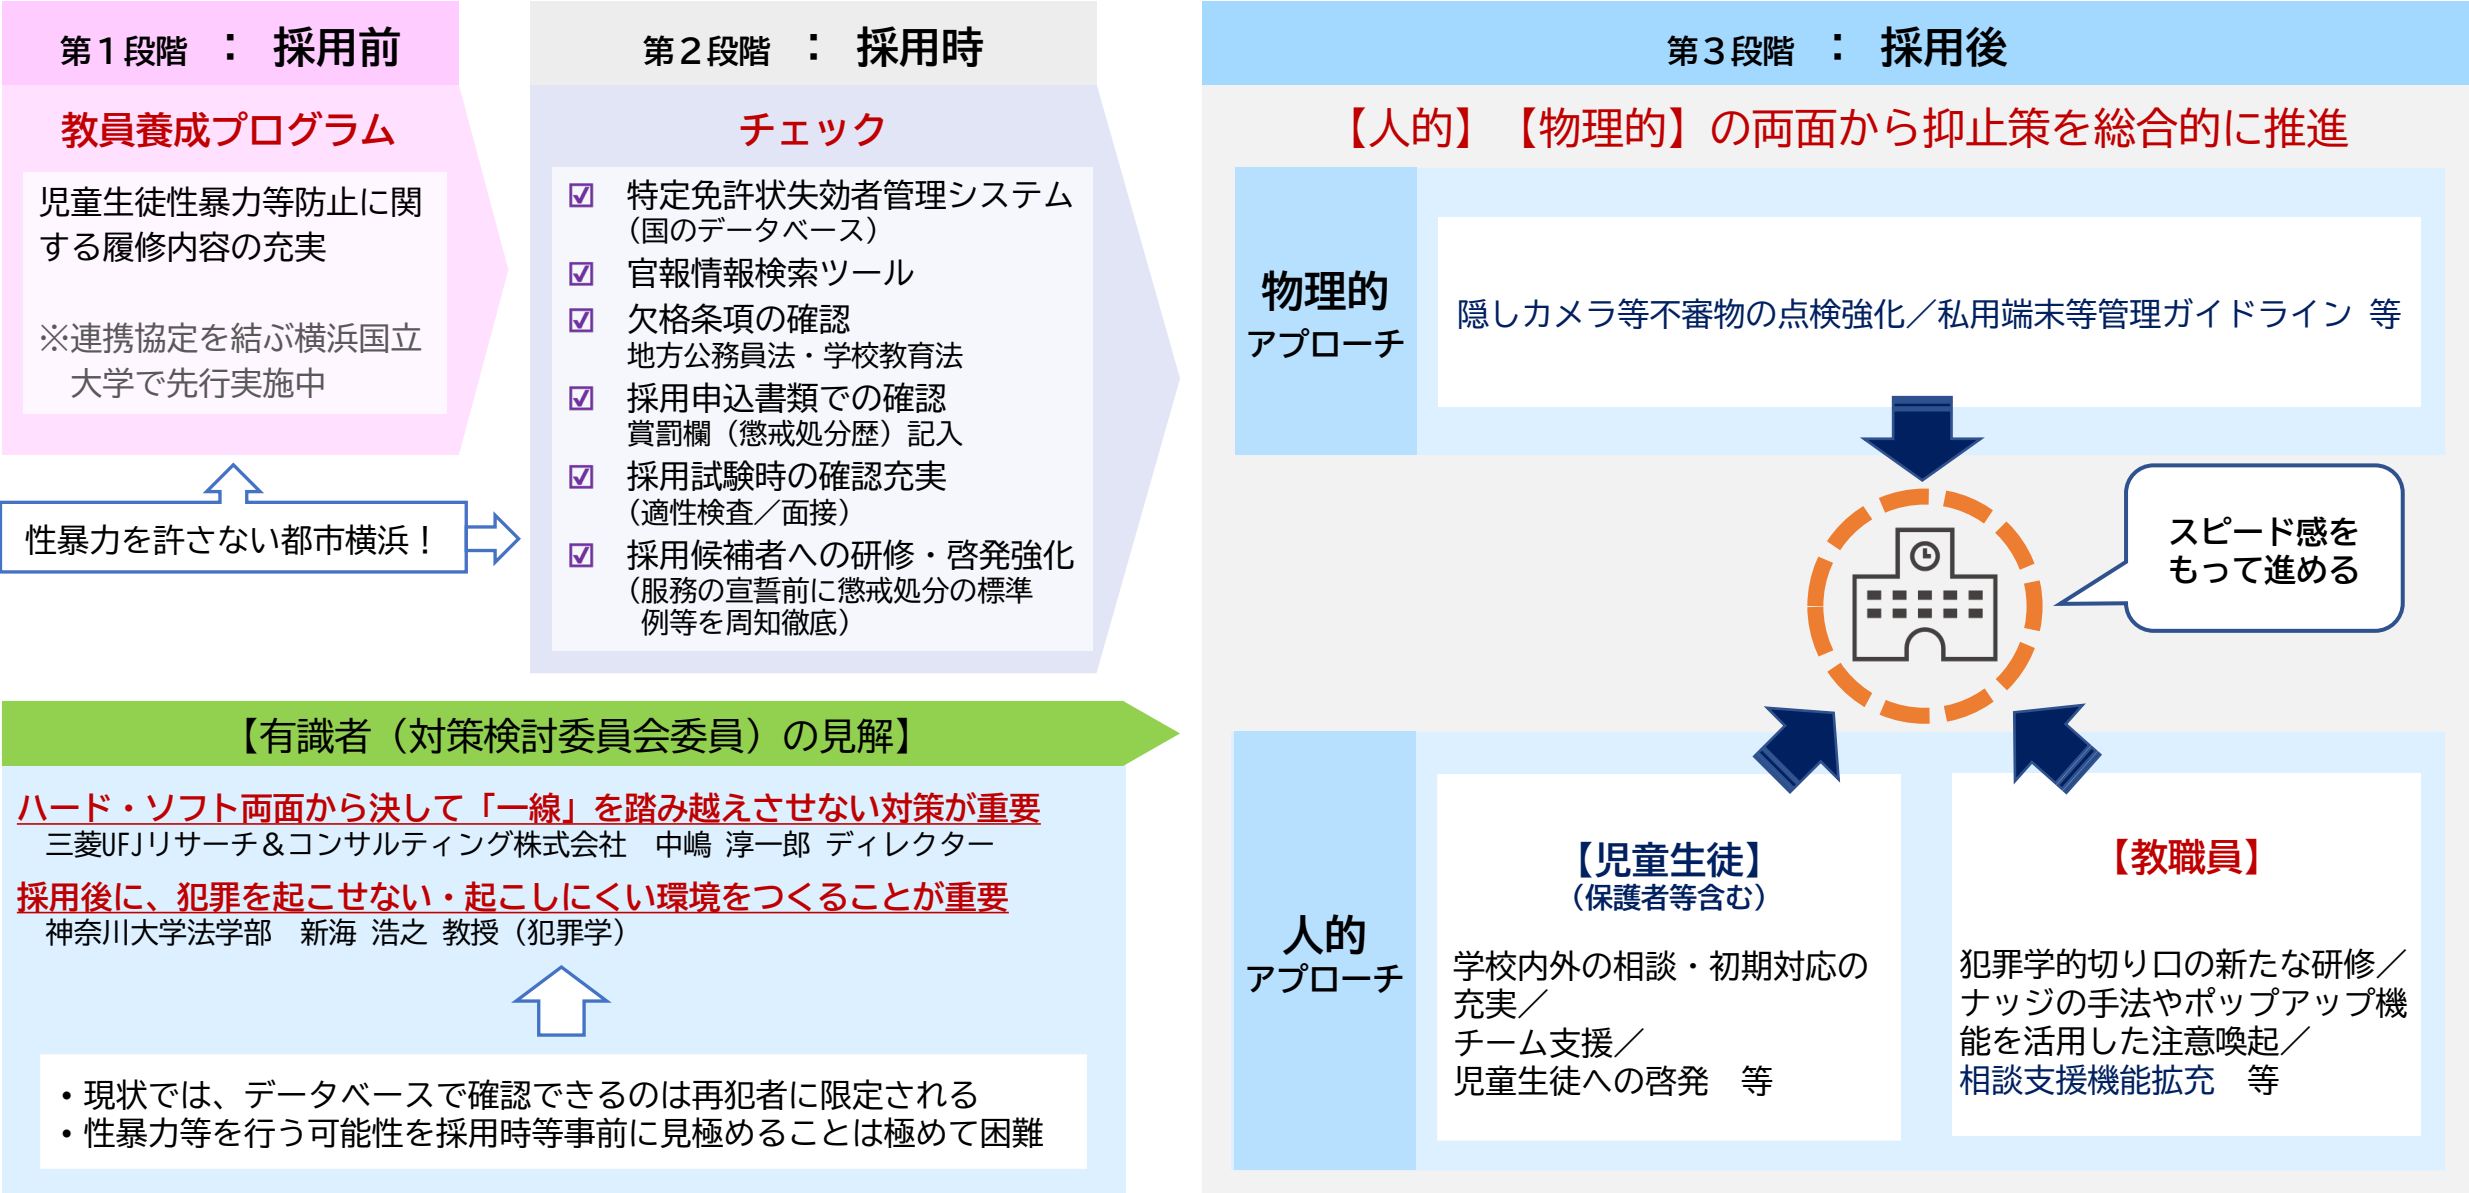 第1段階 : 採用前
教員養成プログラム
児童生徒性暴力等防止に関
する履修内容の充実
※連携協定を結ぶ横浜国立
大学で先行実施中
性暴力を許さない都市横浜！
第2段階 : 採用時
チェック
☑ 特定免許状失効者管理システム
（国のデータベース）
☑ 官報情報検索ツール
☑ 欠格条項の確認
地方公務員法・学校教育法
☑ 採用申込書類での確認
賞罰欄（懲戒処分歴）記入
☑ 採用試験時の確認充実
（適性検査／面接）
☑ 採用候補者への研修・啓発強化
（服務の宣誓前に懲戒処分の標準
例等を周知徹底）
【有識者（対策検討委員会委員）の見解】
ハード・ソフト両面から決して「一線」を踏み越えさせない対策が重要
三菱UFJリサーチ＆コンサルティング株式会社　中嶋 淳一郎 ディレクター
採用後に、犯罪を起こせない・起こしにくい環境をつくることが重要
神奈川大学法学部　新海 浩之 教授（犯罪学）
・現状では、データベースで確認できるのは再犯者に限定される
・性暴力等を行う可能性を採用時等事前に見極めることは極めて困難
第3段階 : 採用後
【人的】【物理的】の両面から抑止策を総合的に推進
物理的
アプローチ
隠しカメラ等不審物の点検強化／私用端末等管理ガイドライン 等
スピード感を
もって進める
人的
アプローチ
【児童生徒】
（保護者等含む）
学校内外の相談・初期対応の
充実／
チーム支援／
児童生徒への啓発　等
【教職員】
犯罪学的切り口の新たな研修／
ナッジの手法やポップアップ機
能を活用した注意喚起／
相談支援機能拡充　等